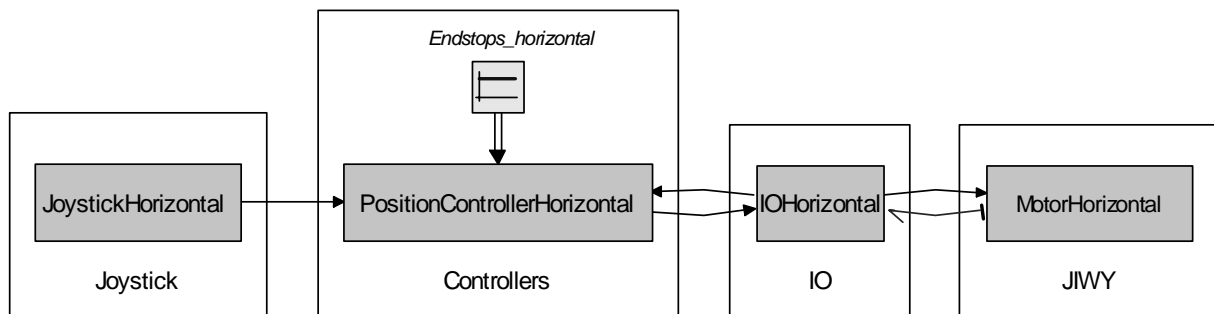 Endstops_horizontal
JoystickHorizontal
PositionControllerHorizontal
IOHorizontal
MotorHorizontal
Joystick
Controllers
IO
JIWY